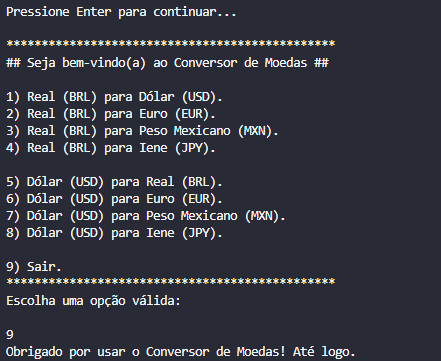 Pressione Enter para continuar...
***********************************************
## Seja bem-vindo(a) ao Conversor de Moedas ##
1) Real (BRL) para Dólar (USD).
2) Real (BRL) para Euro (EUR).
3) Real (BRL) para Peso Mexicano (MXN).
4) Real (BRL) para Iene (JPY).
5) Dólar (USD) para Real (BRL).
6) Dólar (USD) para Euro (EUR).
7) Dólar (USD) para Peso Mexicano (MXN).
8) Dólar (USD) para Iene (JPY).
9) Sair.
***********************************************
Escolha uma opção válida:
9
Obrigado por usar o Conversor de Moedas! Até logo.